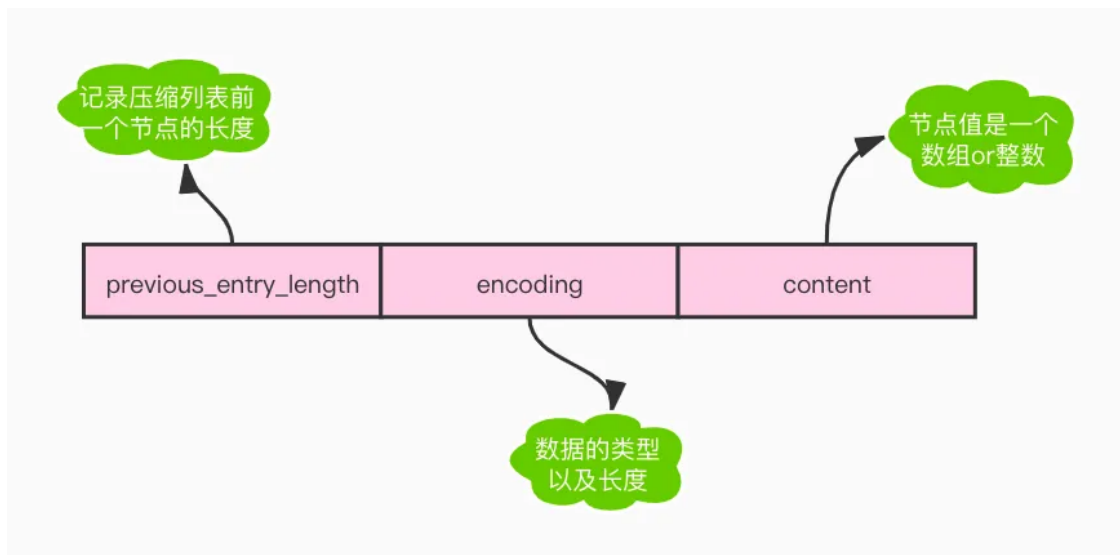 记录压缩列表前
一个节点的长度
节点值是一个
数组or整数
previous_entry_length
encoding
content
数据的类型
以及长度